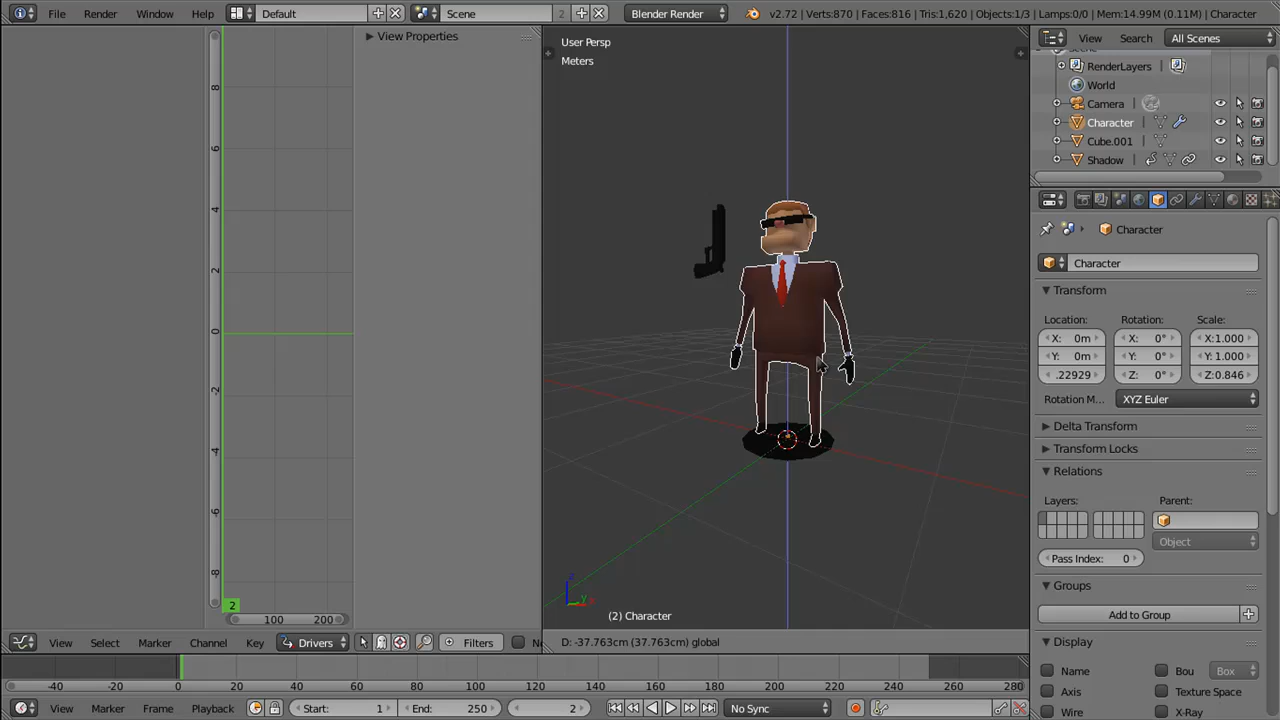 File Render Window Help Default Scene 2 Blender Render v2.72 | Verts:870 | Faces:816 | Tris:1,620 | Objects:1/3 | Lamps:0/0 | Mem:14.99M (0.11M) | Character
View Properties
User Persp
Meters
View Search All Scenes
RenderLayers
World
Camera
Character
Cube.001
Shadow
Character
Character
Transform
Location: Rotation: Scale:
X: 0m X: 0° X:1.000
Y: 0m Y: 0° Y: 1.000
.22929 Z: 0° Z:0.846
Rotation M... XYZ Euler
Delta Transform
Transform Locks
Relations
Layers: Parent:
Object
Pass Index: 0
Groups
Add to Group
Display
Name Bou Box
Axis Texture Space
Wire X-Ray
8
6
4
2
0
-2
-4
-6
-8
2
100 200
z
y x
(2) Character
D: -37.763cm (37.763cm) global
View Select Marker Channel Key Drivers Filters
-40 -20 0 20 40 60 80 100 120 140 160 180 200 220 240 260 280
View Marker Frame Playback Start: 1 End: 250 2 No Sync